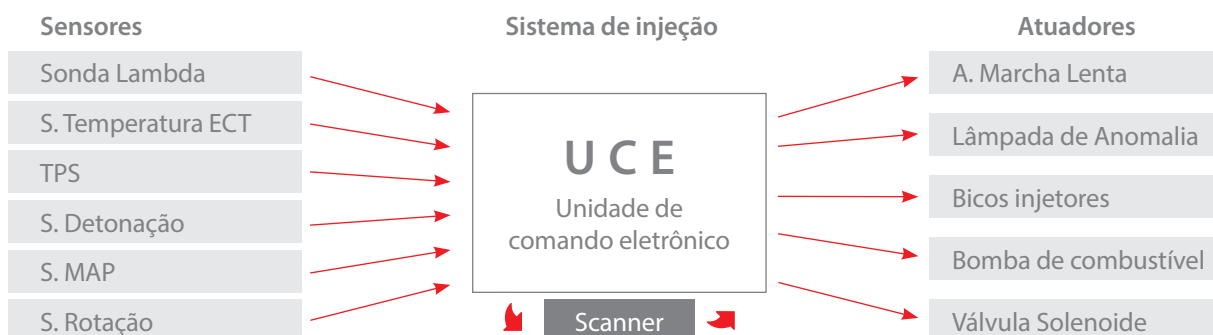 Sensores
Sonda Lambda
S. Temperatura ECT
TPS
S. Detonação
S. MAP
S. Rotação
Sistema de injeção
U C E
Unidade de
comando eletrônico
Scanner
Atuadores
A. Marcha Lenta
Lâmpada de Anomalia
Bicos injetores
Bomba de combustível
Válvula Solenoide